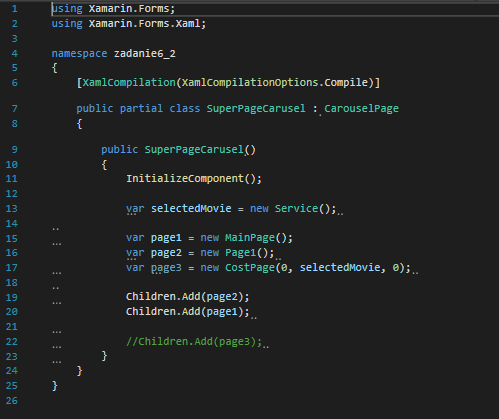 1 using Xamarin.Forms;
2 using Xamarin.Forms.Xaml;
3
4 namespace zadanie6_2
5 {
6 [XamlCompilation(XamlCompilationOptions.Compile)]
7 public partial class SuperPageCarusel : CarouselPage
8 {
9 public SuperPageCarusel()
10 {
11 InitializeComponent();
12
13 var selectedMovie = new Service();
14
15 var page1 = new MainPage();
16 var page2 = new Page1();
17 var page3 = new CostPage(0, selectedMovie, 0);
18
19 Children.Add(page2);
20 Children.Add(page1);
21
22 //Children.Add(page3);
23 }
24 }
25 }
26